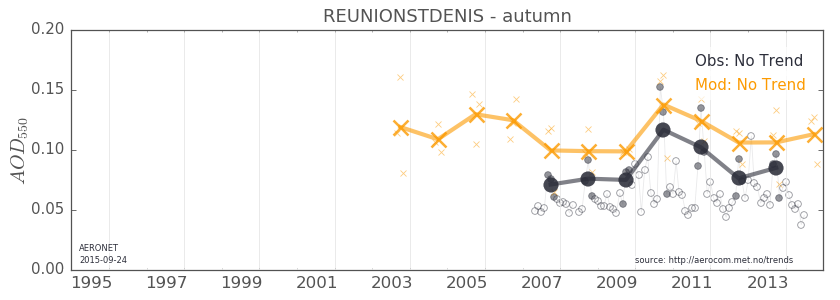 REUNIONSTDENIS - autumn
0.20
0.15
0.10
0.05
0.00
AOD550
Obs: No Trend
Mod: No Trend
AERONET
2015-09-24
source: http://aerocom.met.no/trends
1995 1997 1999 2001 2003 2005 2007 2009 2011 2013